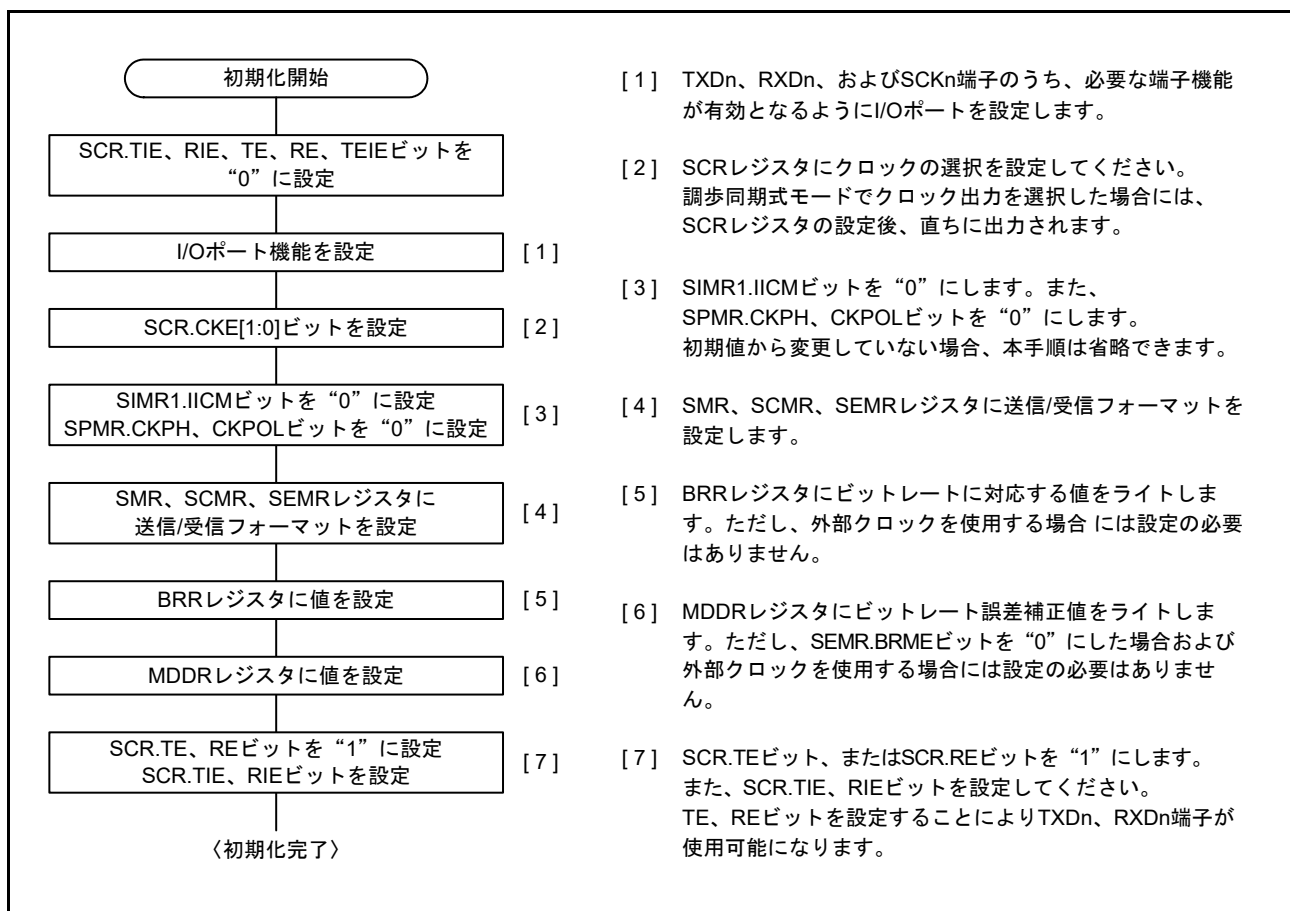 初期化開始
SCR.TIE、RIE、TE、RE、TEIEビットを
“0”に設定
I/Oポート機能を設定
[ 1 ]
SCR.CKE[1:0]ビットを設定
[ 2 ]
SIMR1.IICMビットを“0”に設定
SPMR.CKPH、CKPOLビットを“0”に設定
[ 3 ]
SMR、SCMR、SEMRレジスタに
送信/受信フォーマットを設定
[ 4 ]
BRRレジスタに値を設定
[ 5 ]
MDDRレジスタに値を設定
[ 6 ]
SCR.TE、REビットを“1”に設定
SCR.TIE、RIEビットを設定
[ 7 ]
〈初期化完了〉
[ 1 ] TXDn、RXDn、およびSCKn端子のうち、必要な端子機能
が有効となるようにI/Oポートを設定します。
[ 2 ] SCRレジスタにクロックの選択を設定してください。
調歩同期式モードでクロック出力を選択した場合には、
SCRレジスタの設定後、直ちに出力されます。
[ 3 ] SIMR1.IICMビットを“0”にします。また、
SPMR.CKPH、CKPOLビットを“0”にします。
初期値から変更していない場合、本手順は省略できます。
[ 4 ] SMR、SCMR、SEMRレジスタに送信/受信フォーマットを
設定します。
[ 5 ] BRRレジスタにビットレートに対応する値をライトしま
す。ただし、外部クロックを使用する場合 には設定の必要
はありません。
[ 6 ] MDDRレジスタにビットレート誤差補正値をライトしま
す。ただし、SEMR.BRMEビットを“0”にした場合および
外部クロックを使用する場合には設定の必要はありませ
ん。
[ 7 ] SCR.TEビット、またはSCR.REビットを“1”にします。
また、SCR.TIE、RIEビットを設定してください。
TE、REビットを設定することによりTXDn、RXDn端子が
使用可能になります。